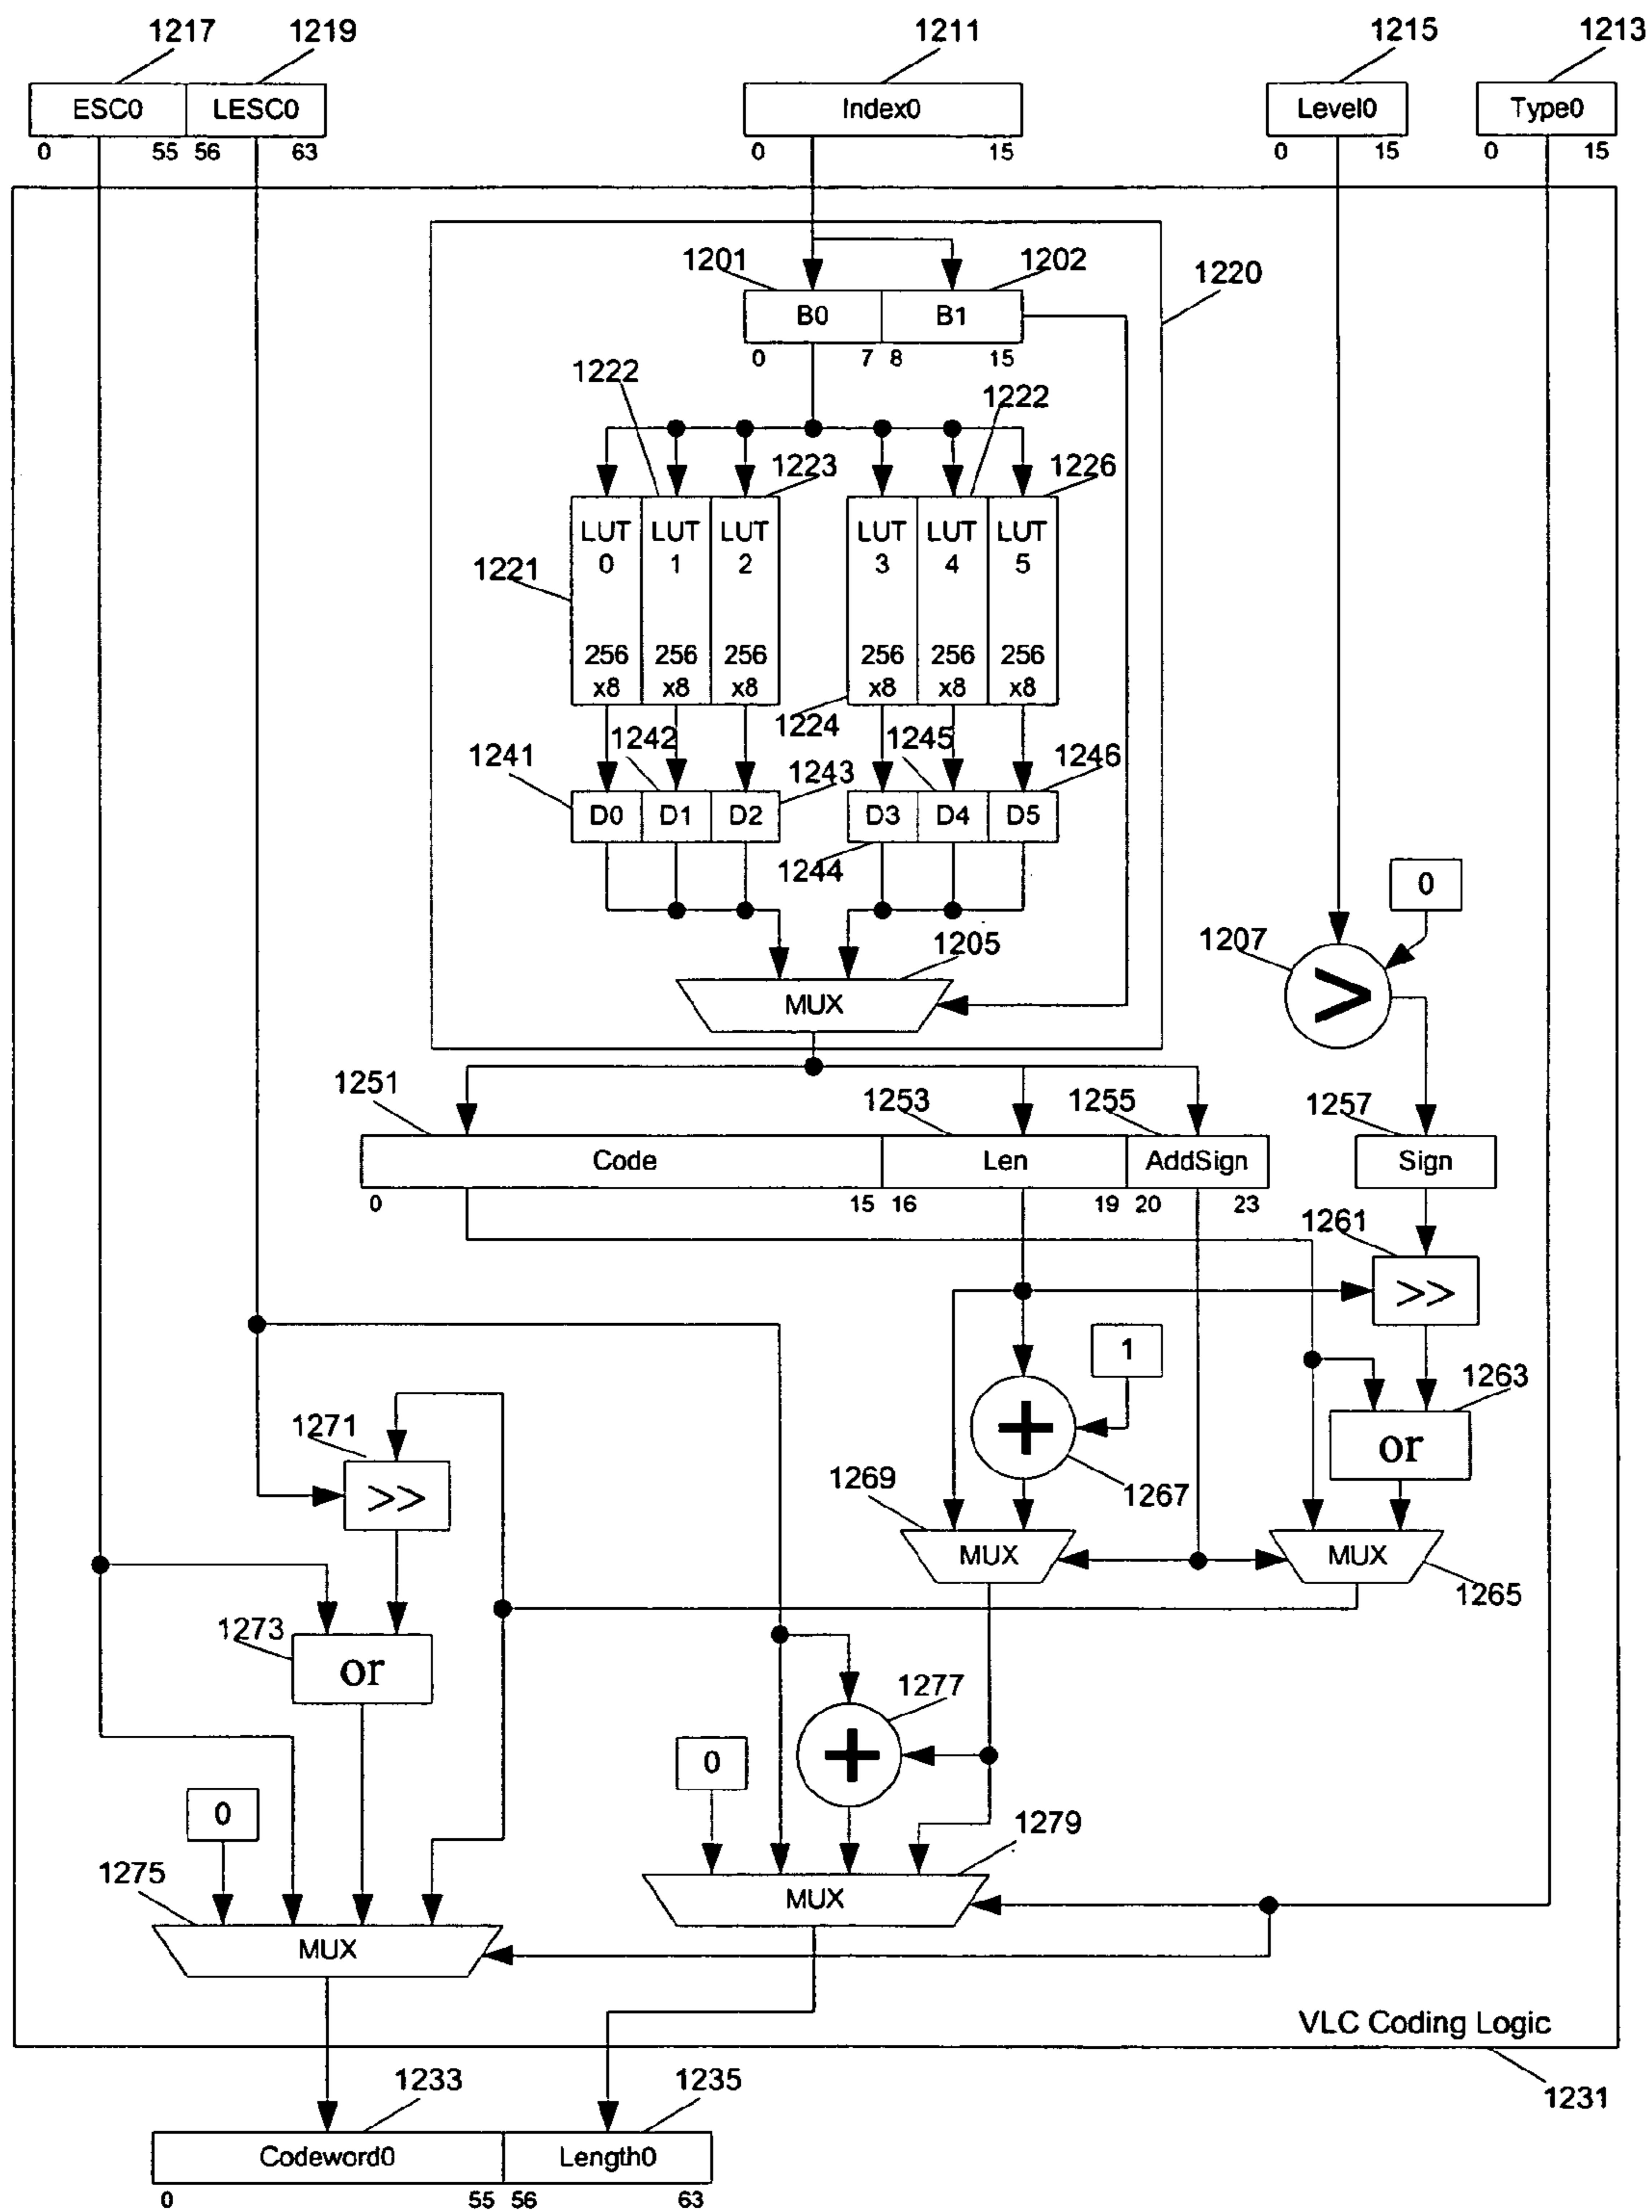 1217 1219 1211 1215 1213
ESC0 LESC0 Index0 Level0 Type0
0 55 56 63 0 15 0 15 0 15
1201 1202
1220
B0 B1
0 7 8 15
1222
1222
1223 1226
LUT LUT LUT LUT LUT LUT
0 1 2 3 4 5
1221
256 256 256 256 256 256
x8 x8 x8 x8 x8 x8
1224
1242 1245
1241 1243 1246
D0 D1 D2 D3 D4 D5
1244
0
1205
1207
>
MUX
1251 1253 1255 1257
Code Len AddSign Sign
0 15 16 19 20 23
1261
>>
1
1263
1271
+
or
>>
1269 1267
MUX MUX
1265
1273
or
1277
+
0
0
1279
1275
MUX
MUX
VLC Coding Logic
1233 1235
1231
Codeword0 Length0
0 55 56 63